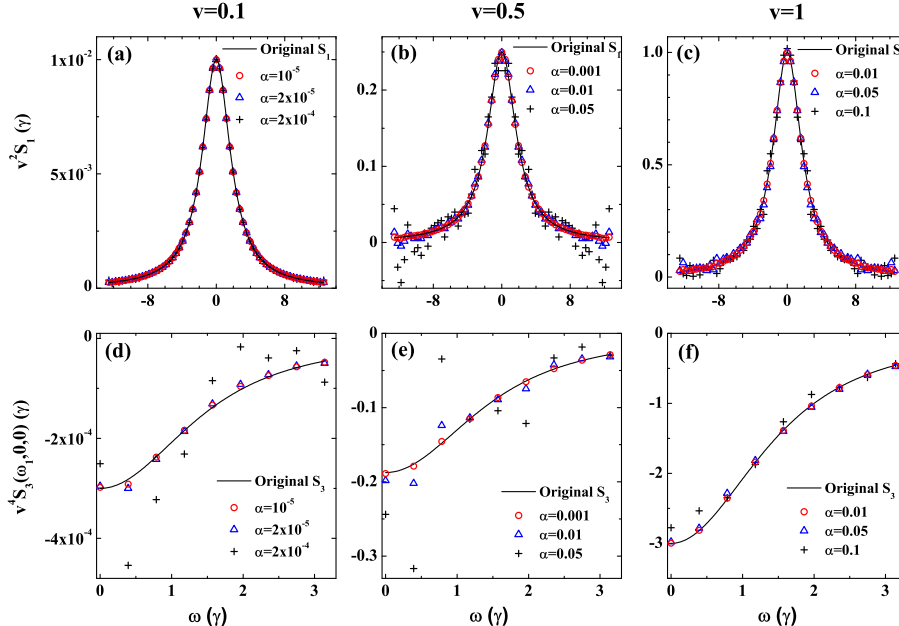 v=0.1 v=0.5 v=1
(a)
Original S₁
α=10⁻⁵
α=2x10⁻⁵
α=2x10⁻⁴
1x10⁻²
5x10⁻³
0
v²S₁ (γ)
-8 0 8
(b)
Original S
α=0.001
α=0.01
α=0.05
0.2
0.1
0
-8 0 8
(c)
Original S
α=0.01
α=0.05
α=0.1
1.0
0.5
0
-8 0 8
(d)
0
-2x10⁻⁴
-4x10⁻⁴
v⁴S₃(ω₁,0,0) (γ)
Original S₃
α=10⁻⁵
α=2x10⁻⁵
α=2x10⁻⁴
0 1 2 3
ω (γ)
(e)
0
-0.1
-0.2
-0.3
Original S₃
α=0.001
α=0.01
α=0.05
0 1 2 3
ω (γ)
(f)
0
-1
-2
-3
Original S₃
α=0.01
α=0.05
α=0.1
0 1 2 3
ω (γ)